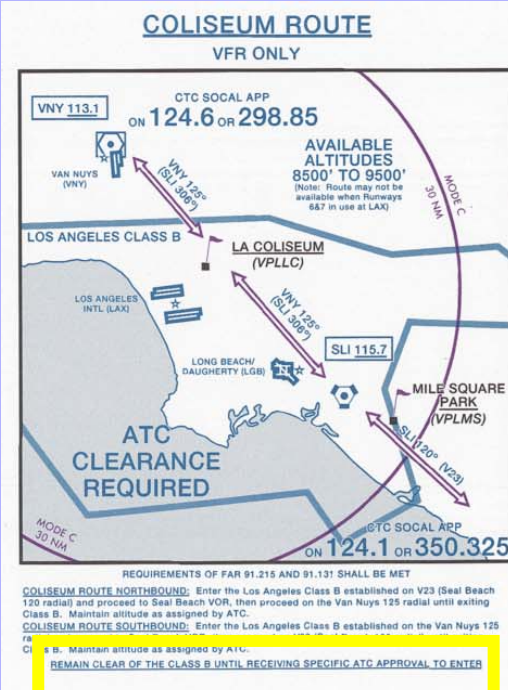 COLISEUM ROUTE
VFR ONLY
VNY 113.1
CTC SOCAL APP
ON 124.6 OR 298.85
VAN NUYS
(VNY)
VNY 125°
(SLI 306°)
AVAILABLE
ALTITUDES
8500' TO 9500'
(Note: Route may not be
available when Runways
6&7 in use at LAX)
MODE C
30 NM
LOS ANGELES CLASS B
LA COLISEUM
(VPLLC)
LOS ANGELES
INTL (LAX)
VNY 125°
(SLI 306°)
SLI 115.7
LONG BEACH/
DAUGHERTY (LGB)
MILE SQUARE
PARK
(VPLMS)
SLI 120° (V23)
ATC
CLEARANCE
REQUIRED
MODE C
30 NM
CTC SOCAL APP
ON 124.1 OR 350.325
REQUIREMENTS OF FAR 91.215 AND 91.131 SHALL BE MET
COLISEUM ROUTE NORTHBOUND: Enter the Los Angeles Class B established on V23 (Seal Beach
120 radial) and proceed to Seal Beach VOR, then proceed on the Van Nuys 125 radial until exiting
Class B. Maintain altitude as assigned by ATC.
COLISEUM ROUTE SOUTHBOUND: Enter the Los Angeles Class B established on the Van Nuys 125
Class B. Maintain altitude as assigned by ATC.
REMAIN CLEAR OF THE CLASS B UNTIL RECEIVING SPECIFIC ATC APPROVAL TO ENTER